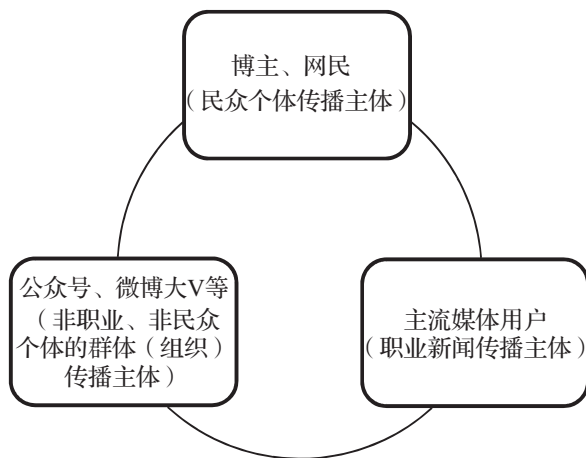 博主、网民
（民众个体传播主体）
公众号、微博大V等
（非职业、非民众
个体的群体（组织）
传播主体）
主流媒体用户
（职业新闻传播主体）